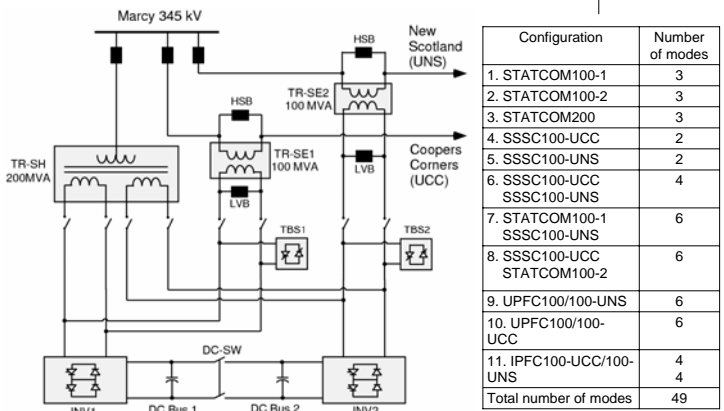 Marcy 345 kV
HSB
New
Scotland
(UNS)
TR-SE2
100 MVA
HSB
TR-SH
200MVA
TR-SE1
100 MVA
LVB
Coopers
Corners
(UCC)
LVB
TBS1
TBS2
DC-SW
INV1
DC Bus 1
DC Bus 2
INV2
Configuration Number
of modes
1. STATCOM100-1 3
2. STATCOM100-2 3
3. STATCOM200 3
4. SSSC100-UCC 2
5. SSSC100-UNS 2
6. SSSC100-UCC 4
SSSC100-UNS
7. STATCOM100-1 6
SSSC100-UNS
8. SSSC100-UCC 6
STATCOM100-2
9. UPFC100/100-UNS 6
10. UPFC100/100- 6
UCC
11. IPFC100-UCC/100- 4
UNS 4
Total number of modes 49